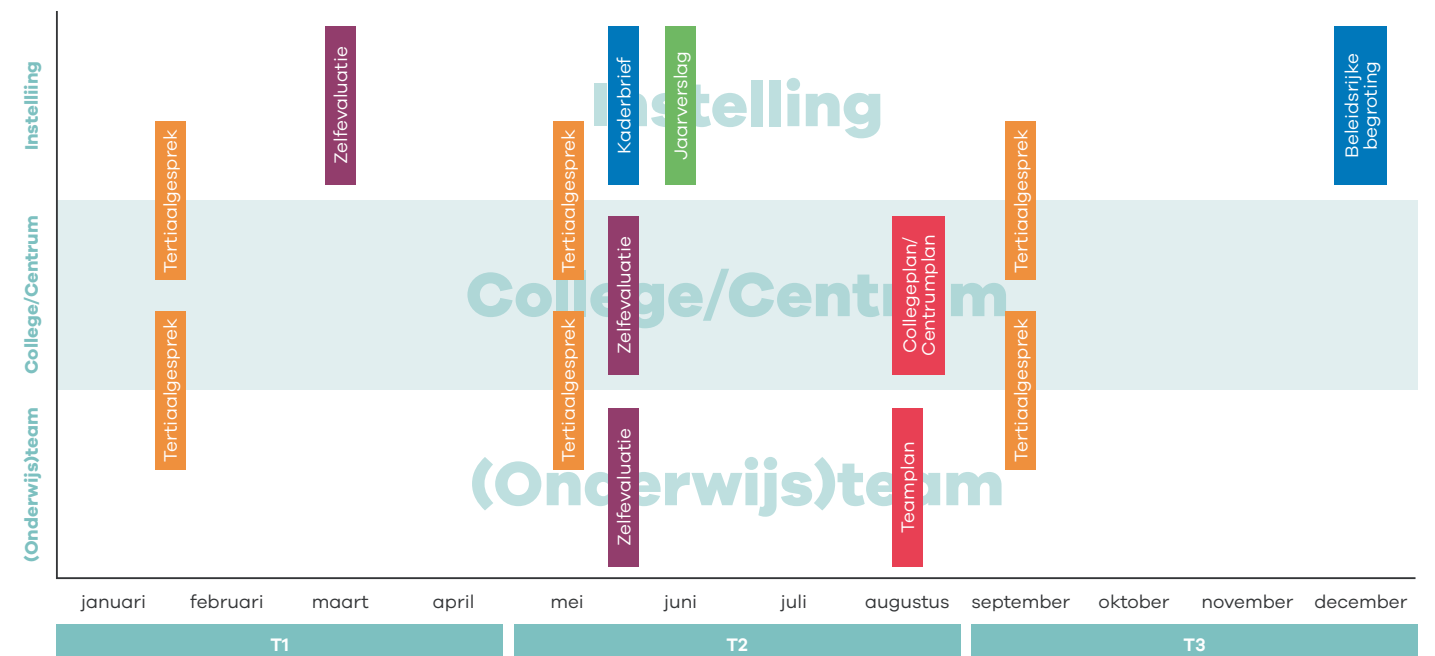 Instelliing
Instelling
Zelfevaluatie
Kaderbrief
Jaarverslag
Beleidsrijke
begroting
Tertiaalgesprek
Tertiaalgesprek
Tertiaalgesprek
College/Centrum
College/Centrum
Zelfevaluatie
Collegeplan/
Centrumplan
Tertiaalgesprek
Tertiaalgesprek
Tertiaalgesprek
(Onderwijs)team
(Onderwijs)team
Zelfevaluatie
Teamplan
januari februari maart april mei juni juli augustus september oktober november december
T1 T2 T3